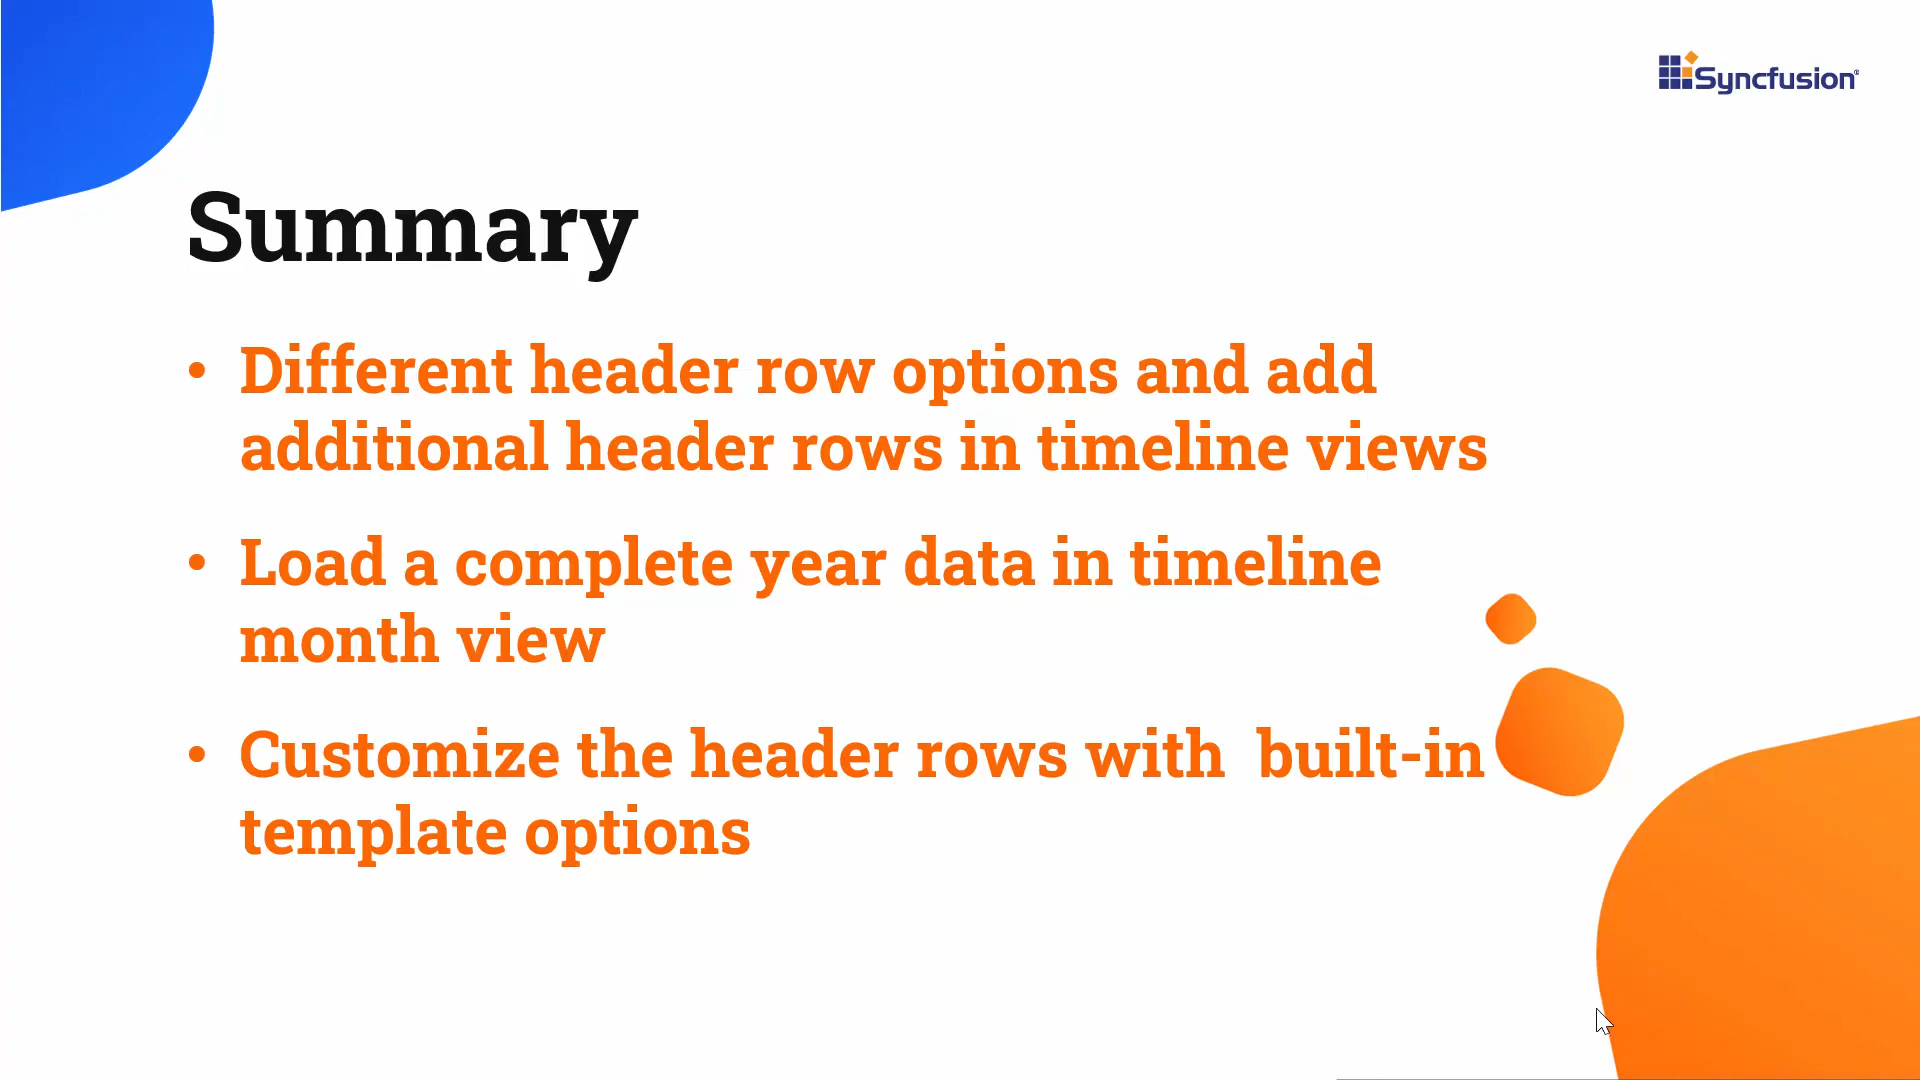 Syncfusion®
Summary
• Different header row options and add
additional header rows in timeline views
• Load a complete year data in timeline
month view
• Customize the header rows with  built-in
template options